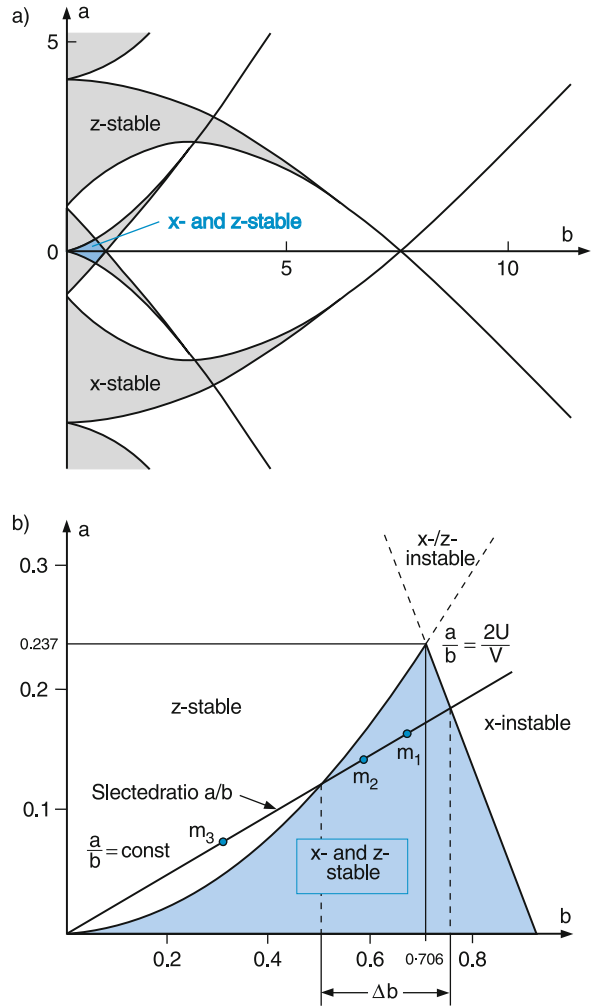 a)
a
5
z-stable
x- and z-stable
0
5
10
b
x-stable
b)
a
x-/z-
instable
0.3
0.237
a/b = 2U/V
0.2
z-stable
x-instable
m1
m2
Slectedratio a/b
0.1
m3
a/b = const
x- and z-
stable
b
0.2
0.4
0.6
0·706
0.8
Δb